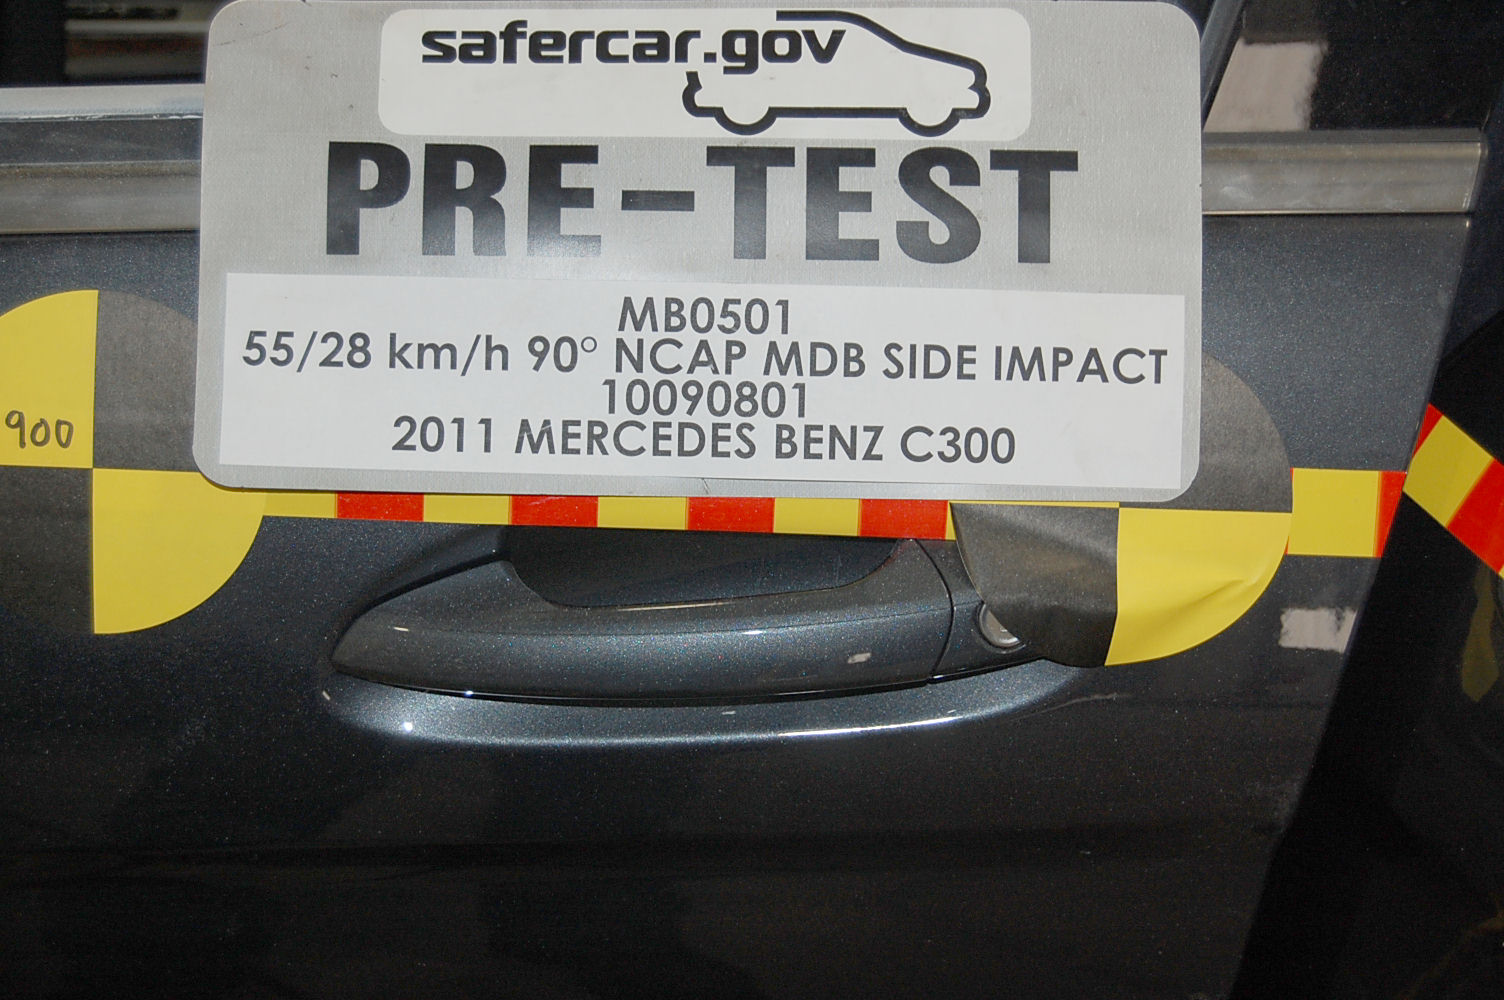 safercar.gov
PRE-TEST
MB0501
55/28 km/h 90° NCAP MDB SIDE IMPACT
10090801
2011 MERCEDES BENZ C300
900